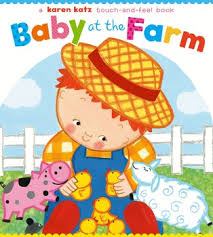 a karen katz touch-and-feel book
Baby at the Farm